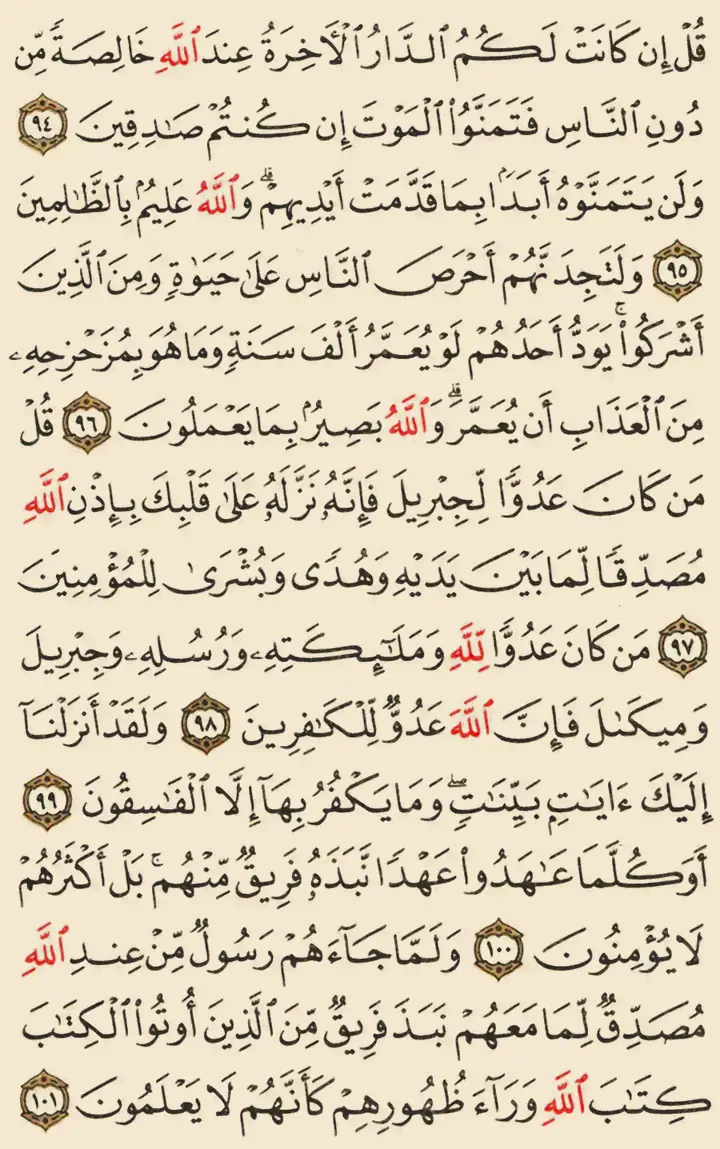 قُلْ إِن كَانَتْ لَكُمُ ٱلدَّارُ ٱلْأَخِرَةُ عِندَ ٱللَّهِ خَالِصَةً مِّن
دُونِ ٱلنَّاسِ فَتَمَنَّوُا۟ ٱلْمَوْتَ إِن كُنتُمْ صَـٰدِقِينَ ﴿٩٤﴾
وَلَن يَتَمَنَّوْهُ أَبَدًۢا بِمَا قَدَّمَتْ أَيْدِيهِمْ ۗ وَٱللَّهُ عَلِيمٌۢ بِٱلظَّـٰلِمِينَ
﴿٩٥﴾ وَلَتَجِدَنَّهُمْ أَحْرَصَ ٱلنَّاسِ عَلَىٰ حَيَوٰةٍ وَمِنَ ٱلَّذِينَ
أَشْرَكُوا۟ ۚ يَوَدُّ أَحَدُهُمْ لَوْ يُعَمَّرُ أَلْفَ سَنَةٍ وَمَا هُوَ بِمُزَحْزِحِهِۦ
مِنَ ٱلْعَذَابِ أَن يُعَمَّرَ ۗ وَٱللَّهُ بَصِيرٌۢ بِمَا يَعْمَلُونَ ﴿٩٦﴾ قُلْ
مَن كَانَ عَدُوًّا لِّجِبْرِيلَ فَإِنَّهُۥ نَزَّلَهُۥ عَلَىٰ قَلْبِكَ بِإِذْنِ ٱللَّهِ
مُصَدِّقًا لِّمَا بَيْنَ يَدَيْهِ وَهُدًى وَبُشْرَىٰ لِلْمُؤْمِنِينَ
﴿٩٧﴾ مَن كَانَ عَدُوًّا لِّلَّهِ وَمَلَـٰٓئِكَتِهِۦ وَرُسُلِهِۦ وَجِبْرِيلَ
وَمِيكَىٰلَ فَإِنَّ ٱللَّهَ عَدُوٌّ لِّلْكَـٰفِرِينَ ﴿٩٨﴾ وَلَقَدْ أَنزَلْنَآ
إِلَيْكَ ءَايَـٰتٍۭ بَيِّنَـٰتٍ ۖ وَمَا يَكْفُرُ بِهَآ إِلَّا ٱلْفَـٰسِقُونَ ﴿٩٩﴾
أَوَكُلَّمَا عَـٰهَدُوا۟ عَهْدًا نَّبَذَهُۥ فَرِيقٌ مِّنْهُم ۚ بَلْ أَكْثَرُهُمْ
لَا يُؤْمِنُونَ ﴿١٠٠﴾ وَلَمَّا جَآءَهُمْ رَسُولٌ مِّنْ عِندِ ٱللَّهِ
مُصَدِّقٌ لِّمَا مَعَهُمْ نَبَذَ فَرِيقٌ مِّنَ ٱلَّذِينَ أُوتُوا۟ ٱلْكِتَـٰبَ
كِتَـٰبَ ٱللَّهِ وَرَآءَ ظُهُورِهِمْ كَأَنَّهُمْ لَا يَعْلَمُونَ ﴿١٠١﴾